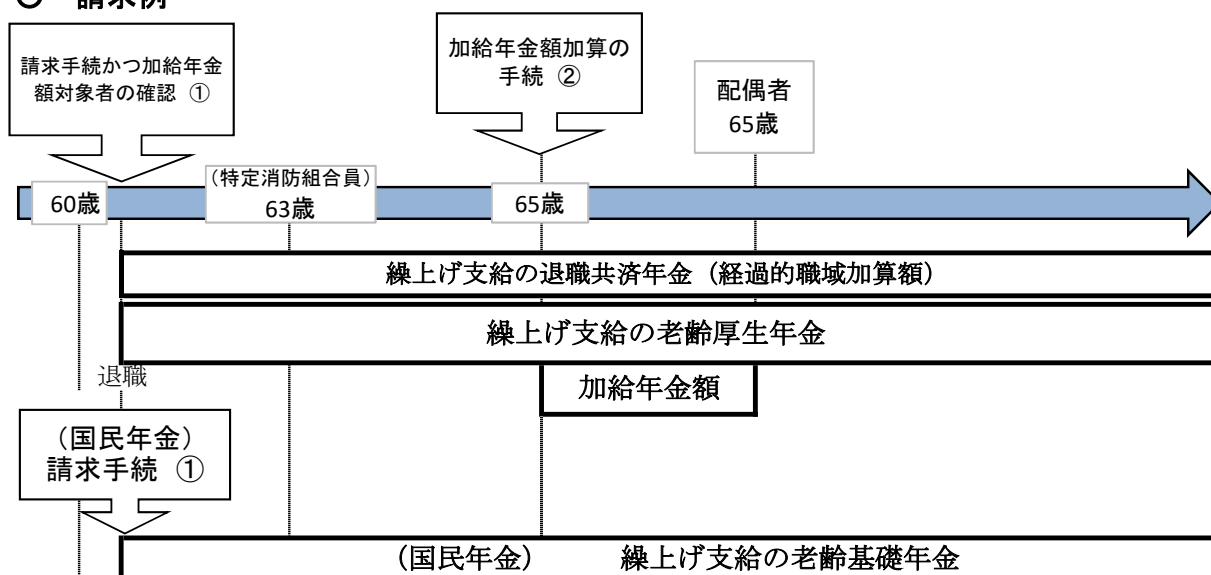 ○ 請求例
請求手続かつ加給年金
額対象者の確認 ①
加給年金額加算の
手続 ②
配偶者
65歳
60歳
(特定消防組合員)
63歳
65歳
繰上げ支給の退職共済年金（経過的職域加算額）
繰上げ支給の老齢厚生年金
退職
加給年金額
(国民年金)
請求手続 ①
(国民年金) 繰上げ支給の老齢基礎年金